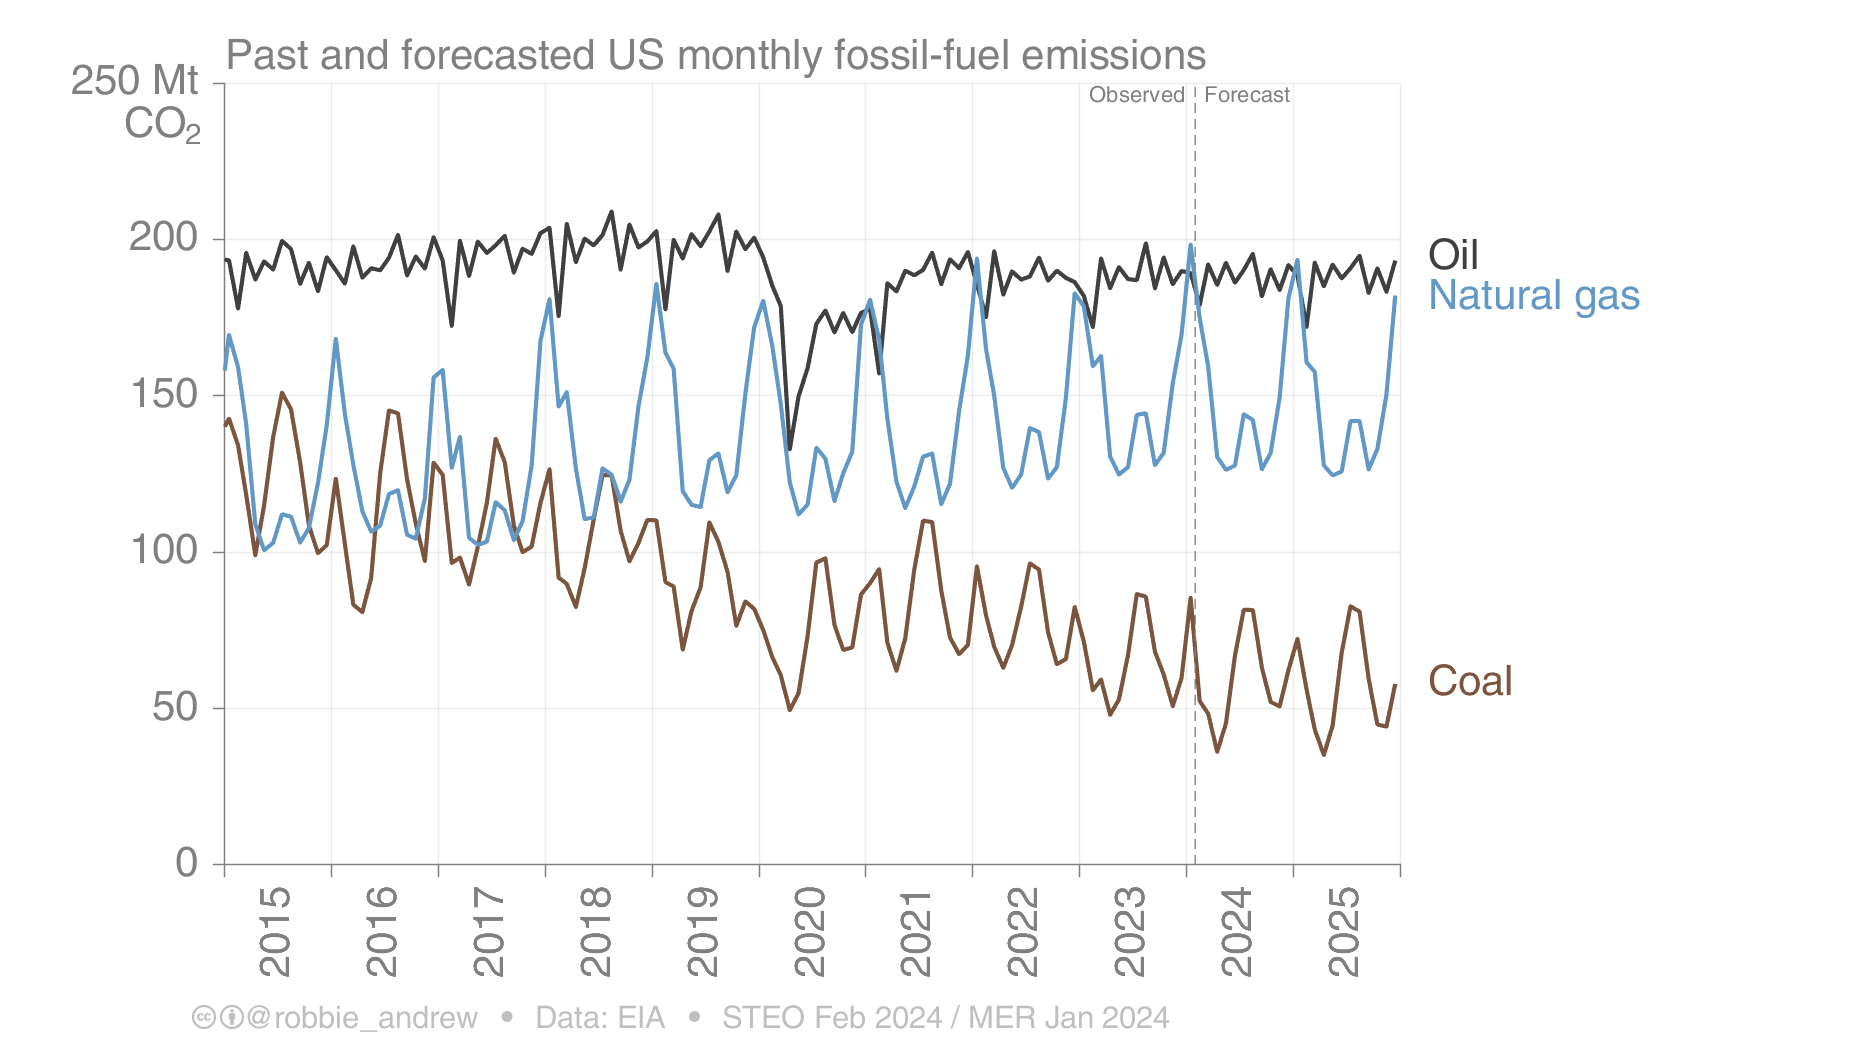 Past and forecasted US monthly fossil-fuel emissions
250 Mt
CO₂
Observed
Forecast
200
150
100
50
0
Oil
Natural gas
Coal
2015
2016
2017
2018
2019
2020
2021
2022
2023
2024
2025
@robbie_andrew • Data: EIA • STEO Feb 2024 / MER Jan 2024